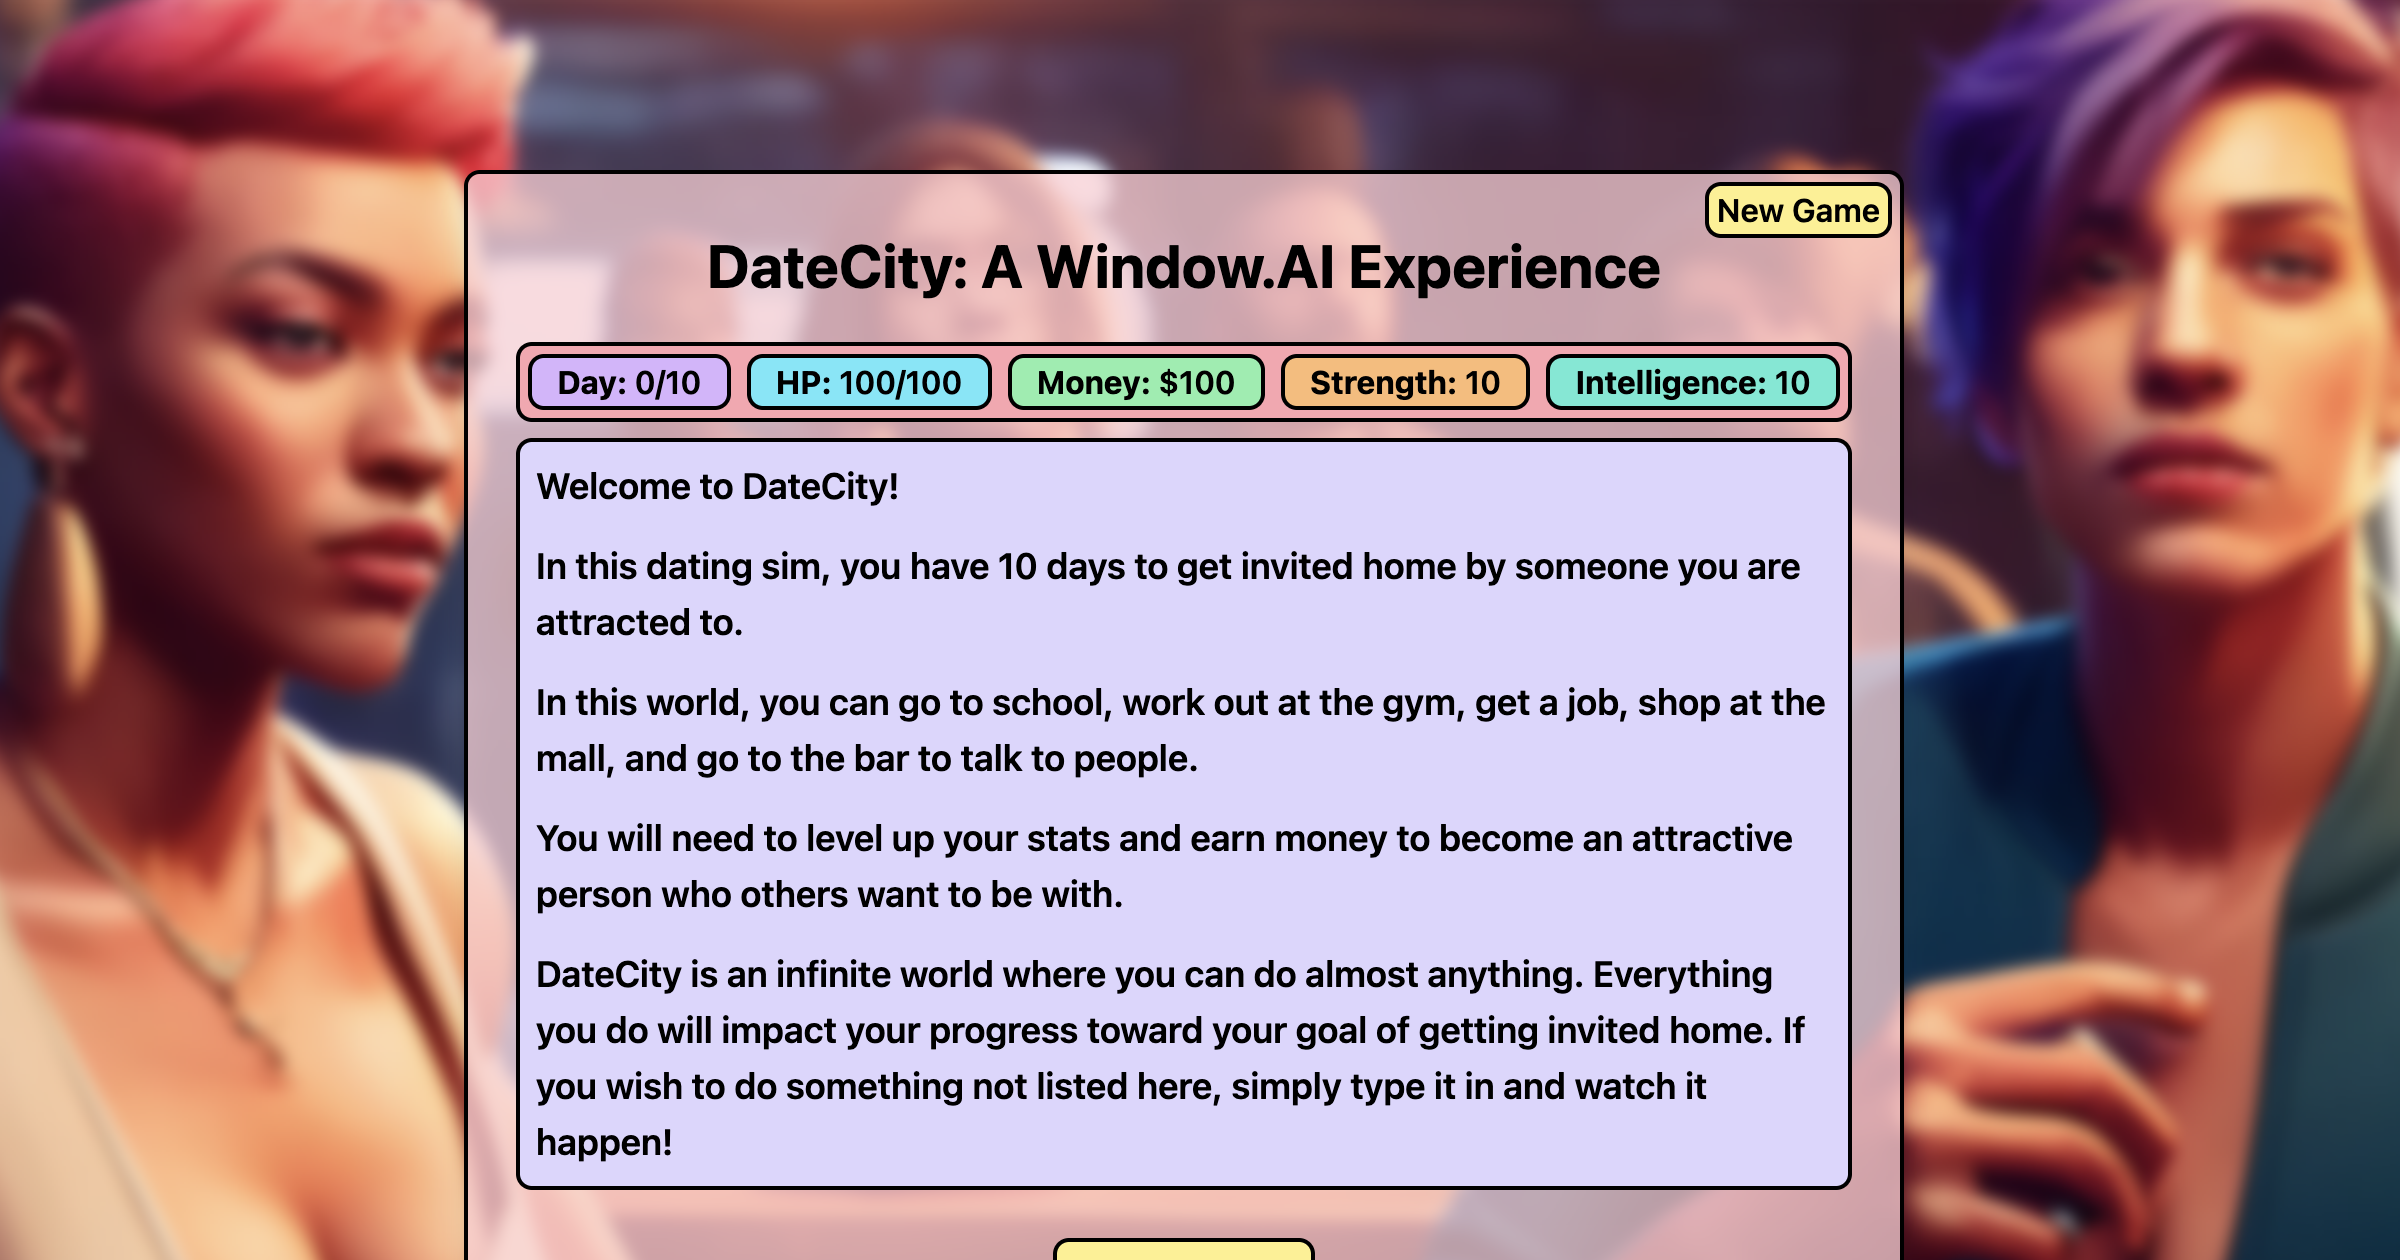 New Game
DateCity: A Window.AI Experience
Day: 0/10 HP: 100/100 Money: $100 Strength: 10 Intelligence: 10
Welcome to DateCity!
In this dating sim, you have 10 days to get invited home by someone you are
attracted to.
In this world, you can go to school, work out at the gym, get a job, shop at the
mall, and go to the bar to talk to people.
You will need to level up your stats and earn money to become an attractive
person who others want to be with.
DateCity is an infinite world where you can do almost anything. Everything
you do will impact your progress toward your goal of getting invited home. If
you wish to do something not listed here, simply type it in and watch it
happen!